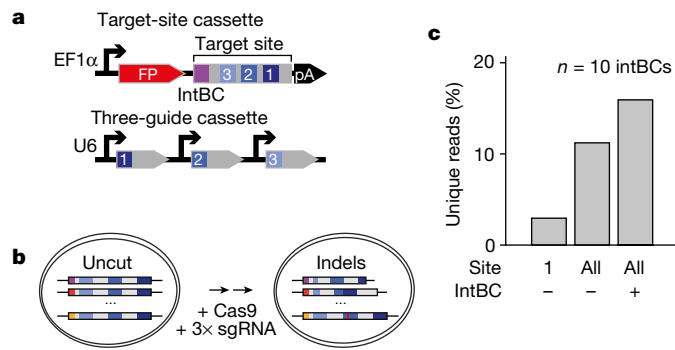 a
Target-site cassette
EF1α
Target site
FP
3 2 1
pA
IntBC
Three-guide cassette
U6
1 2 3
b
Uncut
...
+ Cas9
+ 3× sgRNA
Indels
...
c
n = 10 intBCs
Unique reads (%)
20
10
0
Site 1 All All
IntBC – – +